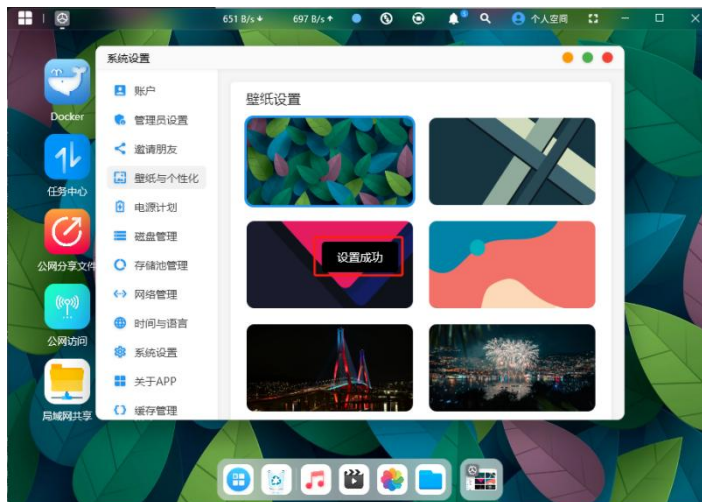 651 B/s 697 B/s 5 个人空间
系统设置
Docker
任务中心
公网分享文件
公网访问
局域网共享
账户
管理员设置
邀请朋友
壁纸与个性化
电源计划
磁盘管理
存储池管理
网络管理
时间与语言
系统设置
关于APP
缓存管理
壁纸设置
设置成功